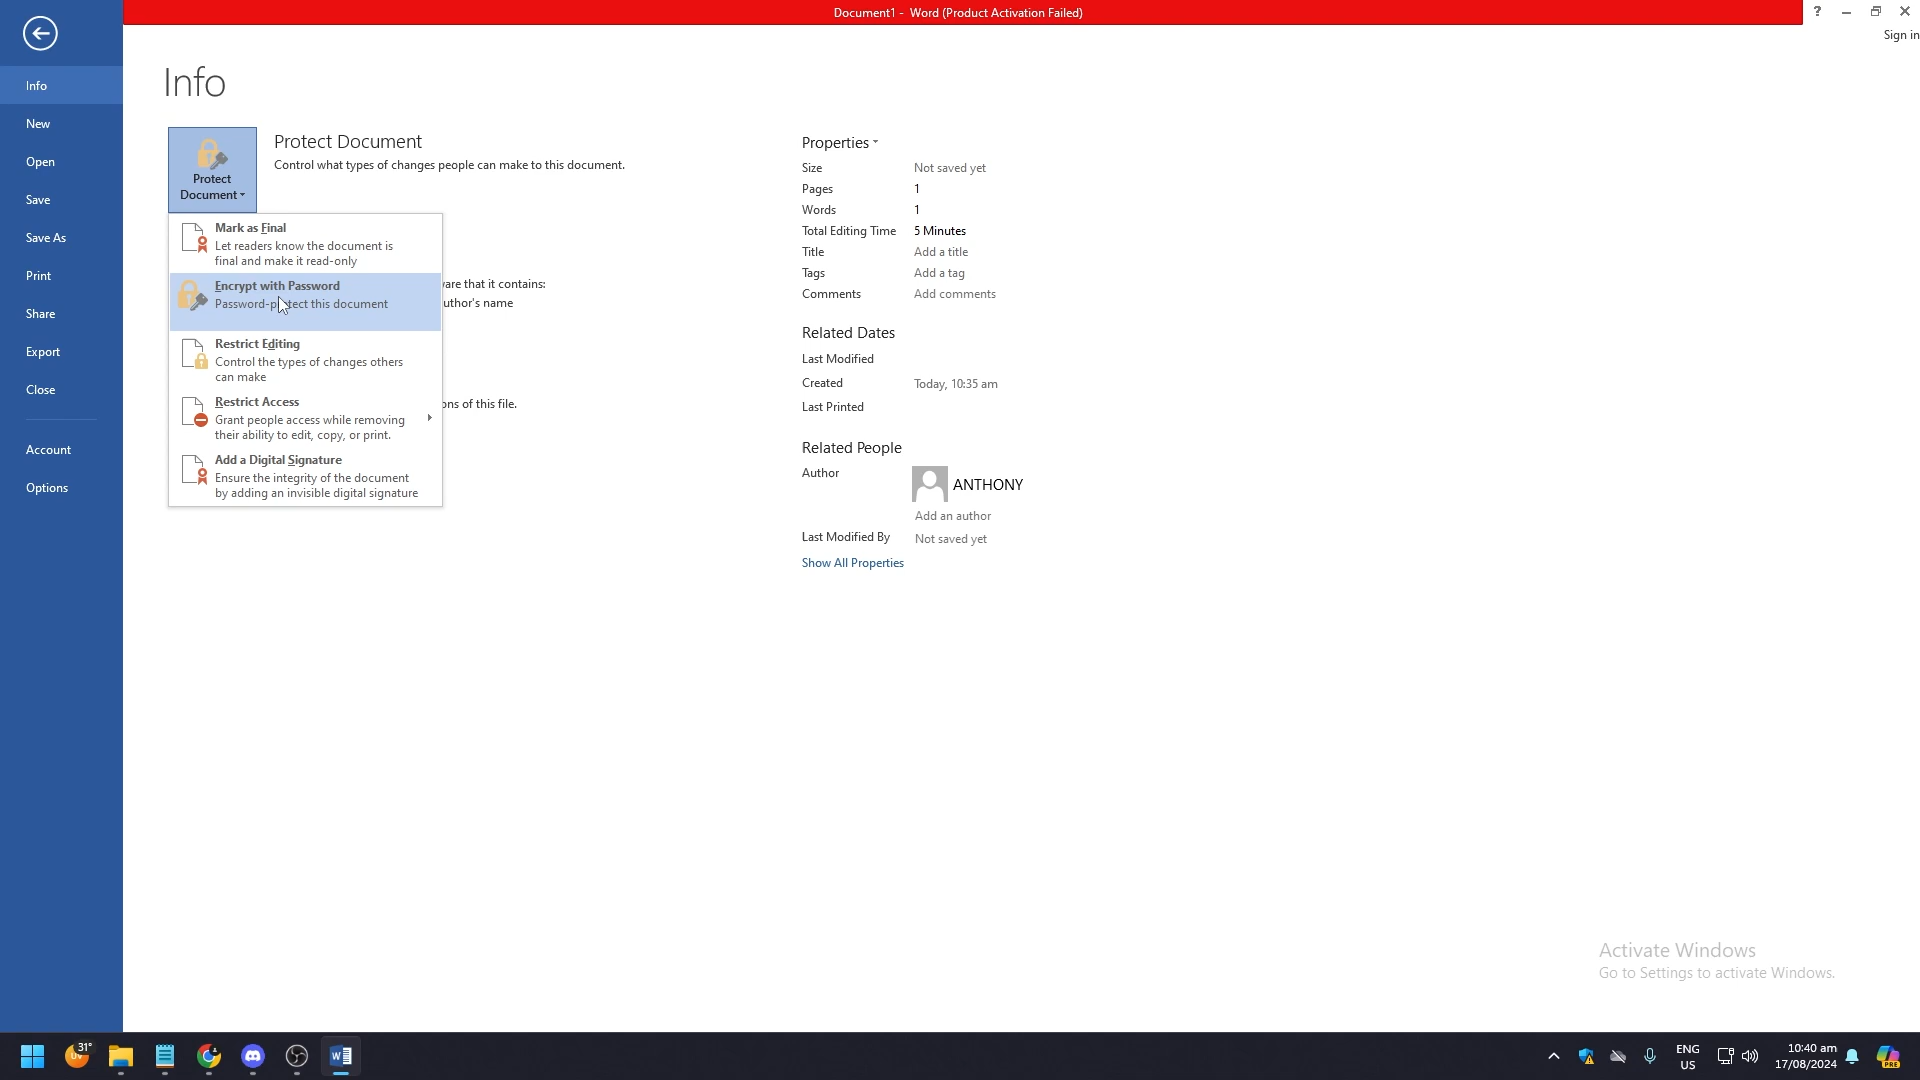 Document1 - Word (Product Activation Failed)
?
Sign in
Info
New
Open
Save
Save As
Print
Share
Export
Close
Account
Options
Info
Protect
Document
Protect Document
Control what types of changes people can make to this document.
Mark as Final
Let readers know the document is
final and make it read-only
Encrypt with Password
Password-protect this document
Restrict Editing
Control the types of changes others
can make
Restrict Access
Grant people access while removing
their ability to edit, copy, or print.
Add a Digital Signature
Ensure the integrity of the document
by adding an invisible digital signature
are that it contains:
uthor's name
ons of this file.
Properties
Size Not saved yet
Pages 1
Words 1
Total Editing Time 5 Minutes
Title Add a title
Tags Add a tag
Comments Add comments
Related Dates
Last Modified
Created Today, 10:35 am
Last Printed
Related People
Author
ANTHONY
Add an author
Last Modified By Not saved yet
Show All Properties
Activate Windows
Go to Settings to activate Windows.
31°
UV
ENG
US
10:40 am
17/08/2024
PRE